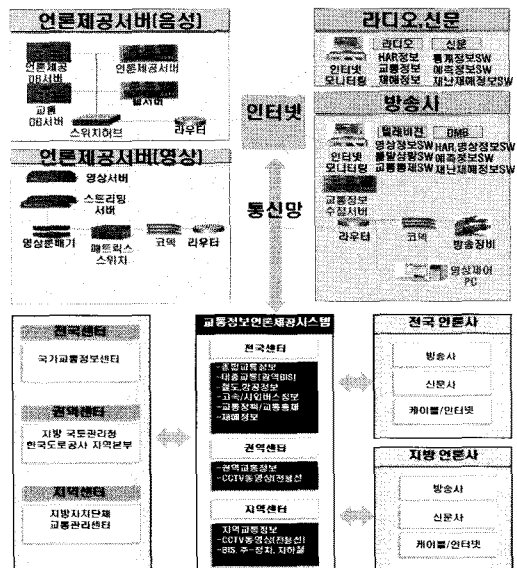 언론제공서버(음성)
언론제공
DB서버
언론제공서버
교통
DB서버
웹서버
스위치허브
라우터
언론제공서버(영상)
영상서버
스트리밍
서버
영상분배기
매트릭스
스위치
코덱
라우터
인터넷
통신망
라디오,신문
인터넷
모니터링
라디오
HAR정보
교통정보
재해정보
신문
통계정보SW
예측정보SW
재난재해정보SW
방송사
인터넷
모니터링
텔레비젼
영상정보SW
돌발상황SW
교통통제SW
DMB
HAR,영상정보SW
예측정보SW
재난재해정보SW
교통정보
수집서버
라우터
코덱
방송장비
영상제어
PC
전국센터
국가교통정보센터
권역센터
지방 국토관리청
한국도로공사 지역본부
지역센터
지방자치단체
교통관리센터
교통정보언론제공시스템
전국센터
-종합교통정보
-대중교통(권역BIS)
-철도,항공정보
-고속/시외버스정보
-교통정책/교통통제
-재해정보
권역센터
-권역교통정보
-CCTV동영상(전용선)
지역센터
-지역교통정보
-CCTV동영상(전용선)
-BIS, 주-정차, 지하철
전국 언론사
방송사
신문사
케이블/인터넷
지방 언론사
방송사
신문사
케이블/인터넷